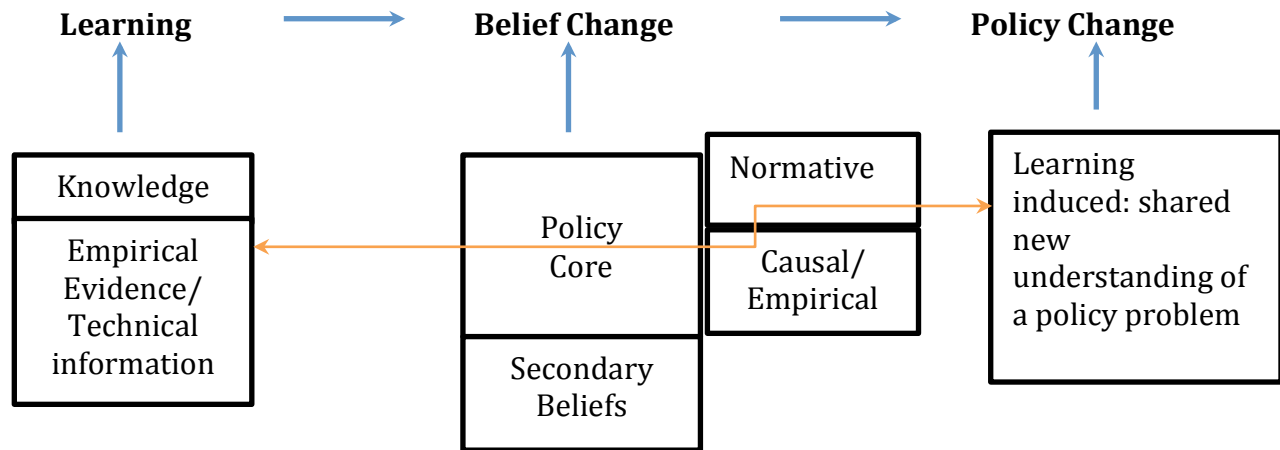 Learning
Belief Change
Policy Change
Knowledge
Empirical
Evidence/
Technical
information
Policy
Core
Secondary
Beliefs
Normative
Causal/
Empirical
Learning
induced: shared
new
understanding of
a policy problem